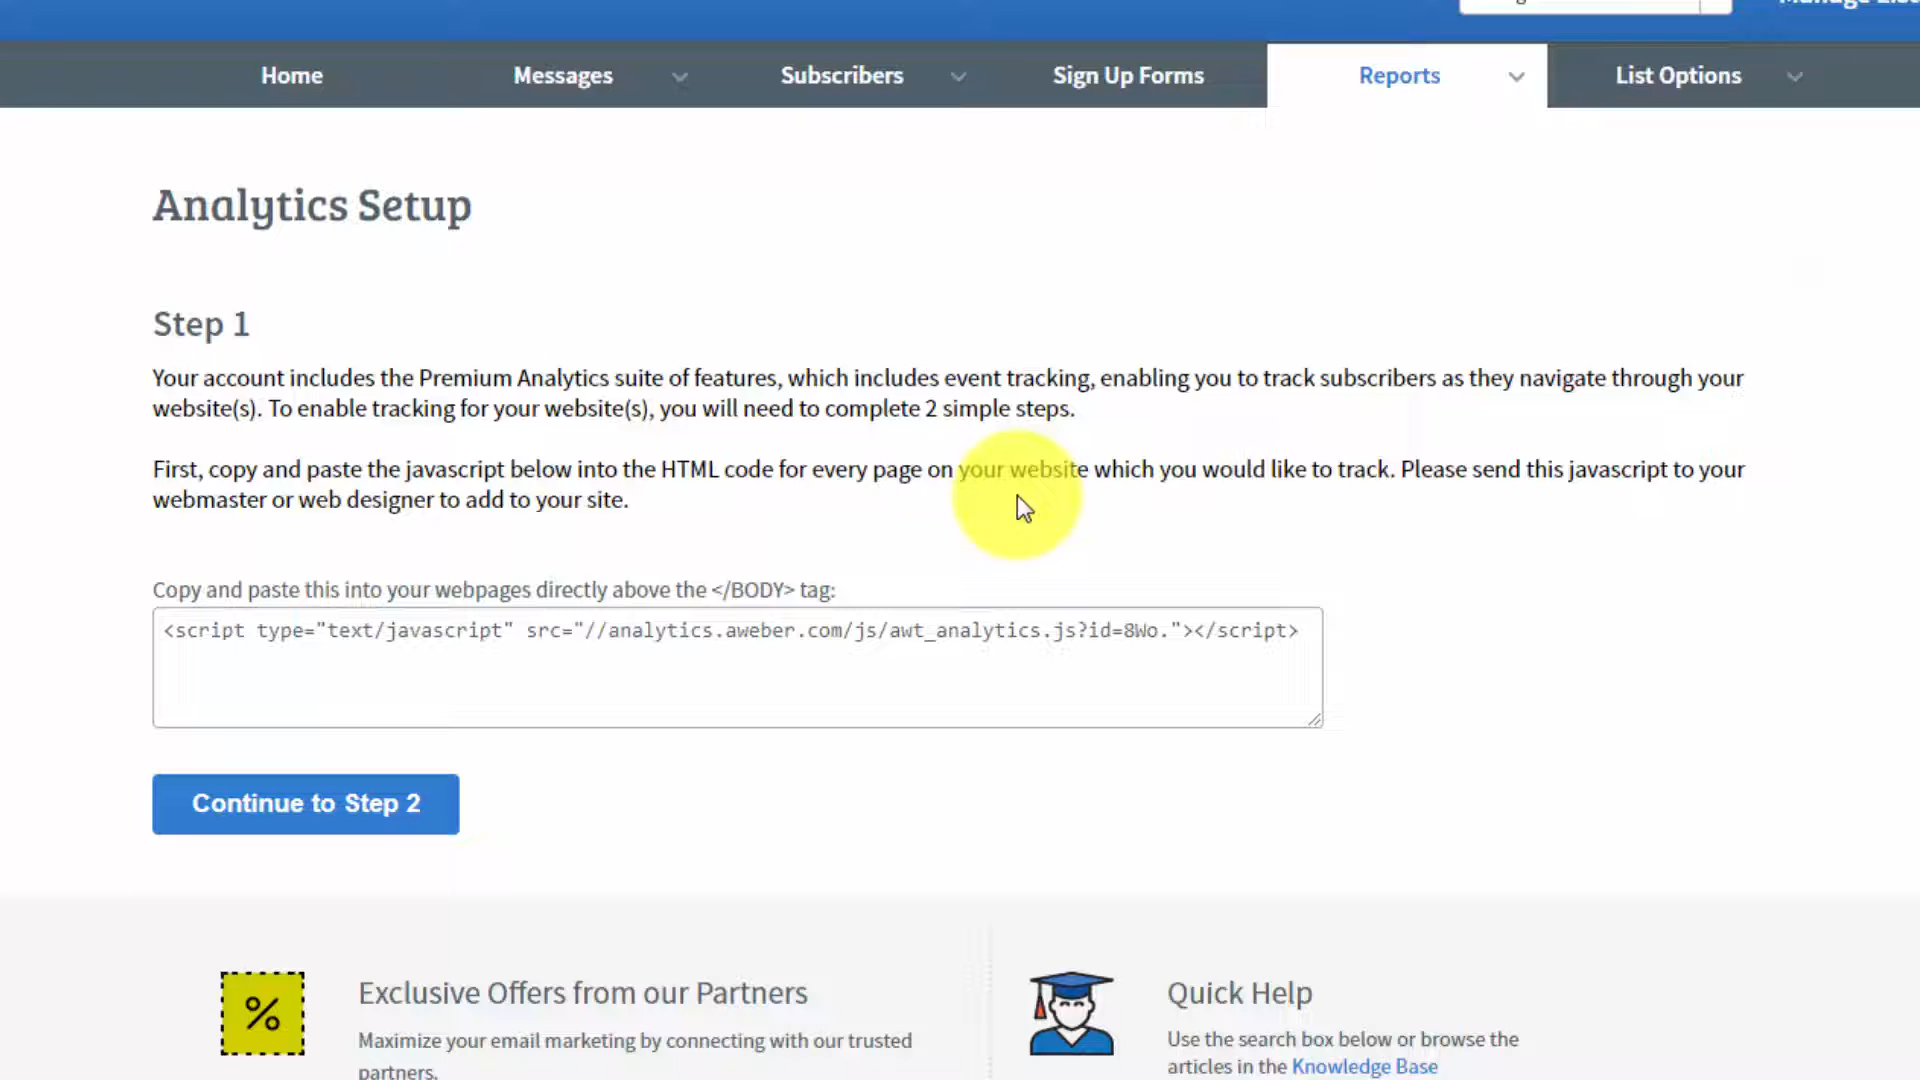 Home Messages Subscribers Sign Up Forms Reports List Options
Analytics Setup
Step 1
Your account includes the Premium Analytics suite of features, which includes event tracking, enabling you to track subscribers as they navigate through your
website(s). To enable tracking for your website(s), you will need to complete 2 simple steps.
First, copy and paste the javascript below into the HTML code for every page on your website which you would like to track. Please send this javascript to your
webmaster or web designer to add to your site.
Copy and paste this into your webpages directly above the </BODY> tag:
<script type="text/javascript" src="//analytics.aweber.com/js/awt_analytics.js?id=8Wo."></script>
Continue to Step 2
%
Exclusive Offers from our Partners
Maximize your email marketing by connecting with our trusted
partners.
Quick Help
Use the search box below or browse the
articles in the Knowledge Base